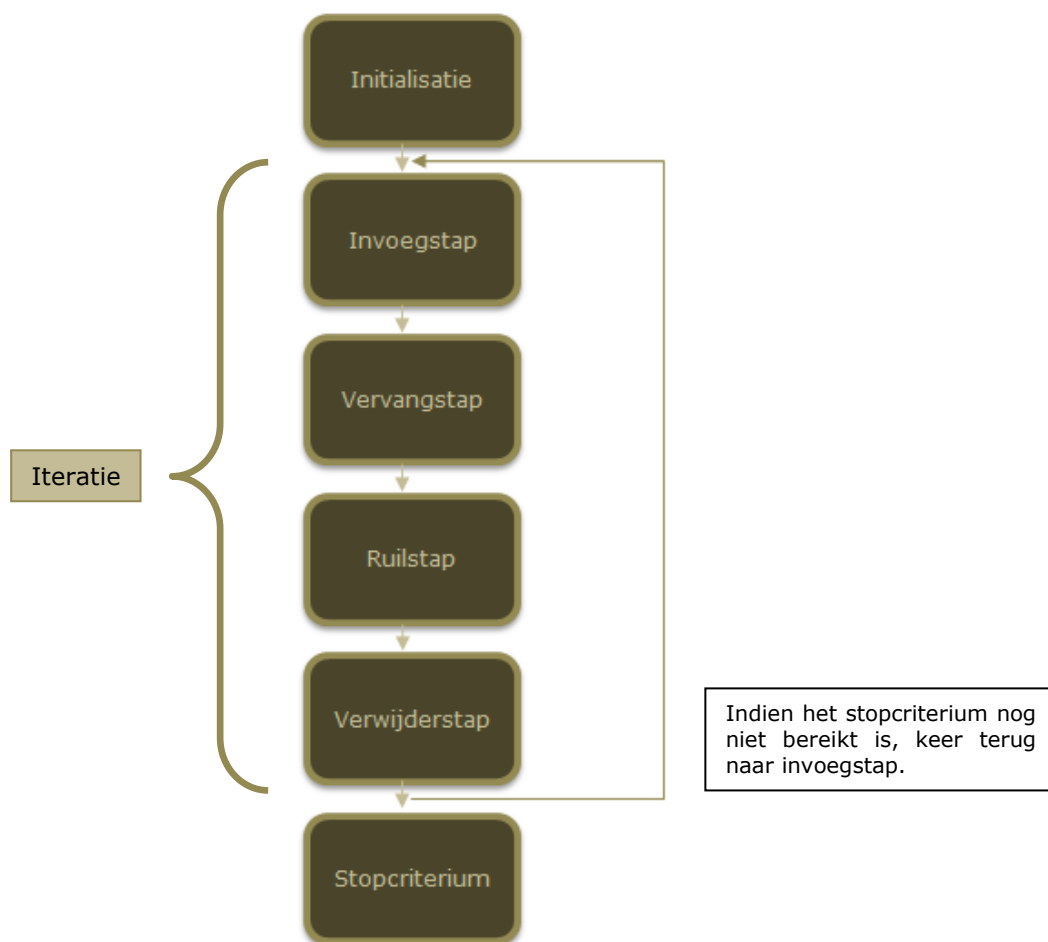 Initialisatie
Invoegstap
Vervangstap
Iteratie
Ruilstap
Verwijderstap
Indien het stopcriterium nog
niet bereikt is, keer terug
naar invoegstap.
Stopcriterium